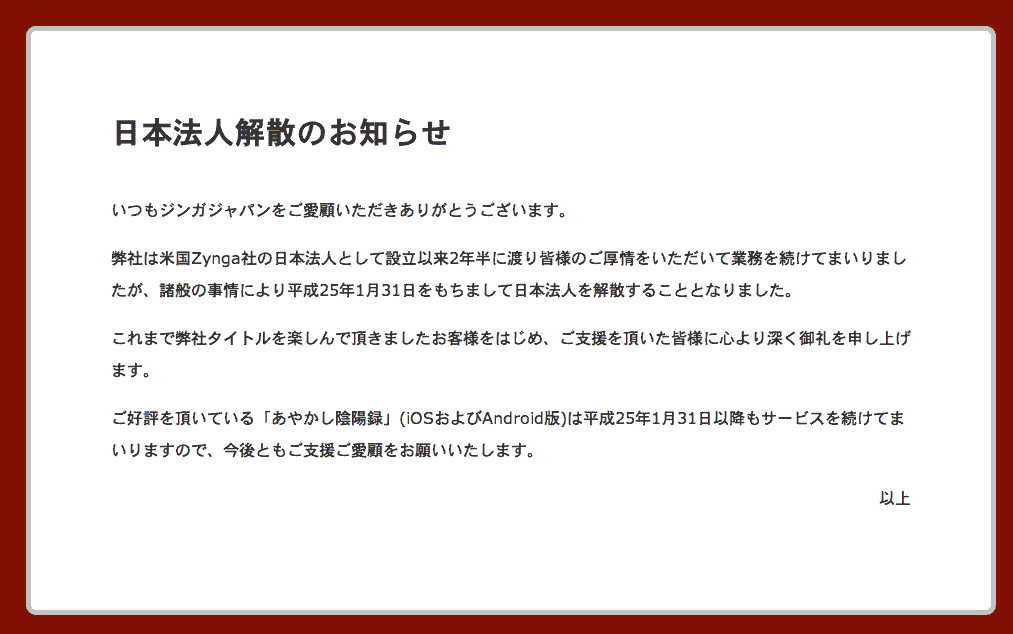 日本法人解散のお知らせ
いつもジンガジャパンをご愛顧いただきありがとうございます。
弊社は米国Zynga社の日本法人として設立以来2年半に渡り皆様のご厚情をいただいて業務を続けてまいりまし
たが、諸般の事情により平成25年1月31日をもちまして日本法人を解散することとなりました。
これまで弊社タイトルを楽しんで頂きましたお客様をはじめ、ご支援を頂いた皆様に心より深く御礼を申し上げ
ます。
ご好評を頂いている「あやかし陰陽録」(iOSおよびAndroid版)は平成25年1月31日以降もサービスを続けてま
いりますので、今後ともご支援ご愛顧をお願いいたします。
以上